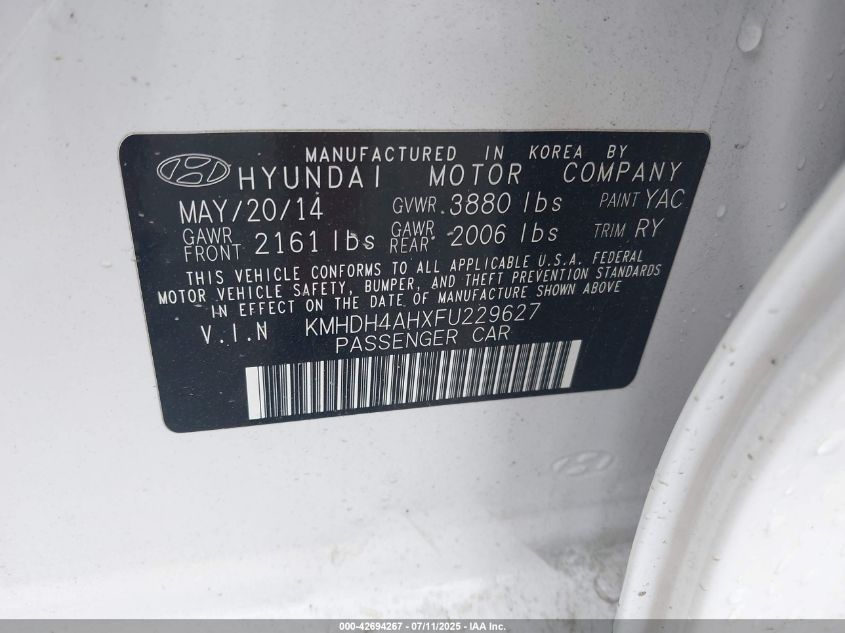 MANUFACTURED IN KOREA BY
HYUNDAI MOTOR COMPANY
MAY/20/14 GVWR 3880 lbs PAINT YAC
GAWR FRONT 2161 lbs GAWR REAR 2006 lbs TRIM RY
THIS VEHICLE CONFORMS TO ALL APPLICABLE U.S.A. FEDERAL
MOTOR VEHICLE SAFETY, BUMPER, AND THEFT PREVENTION STANDARDS
IN EFFECT ON THE DATE OF MANUFACTURE SHOWN ABOVE
V.I.N KMHDH4AHXFU229627
PASSENGER CAR
000-42694267 - 07/11/2025 - IAA Inc.